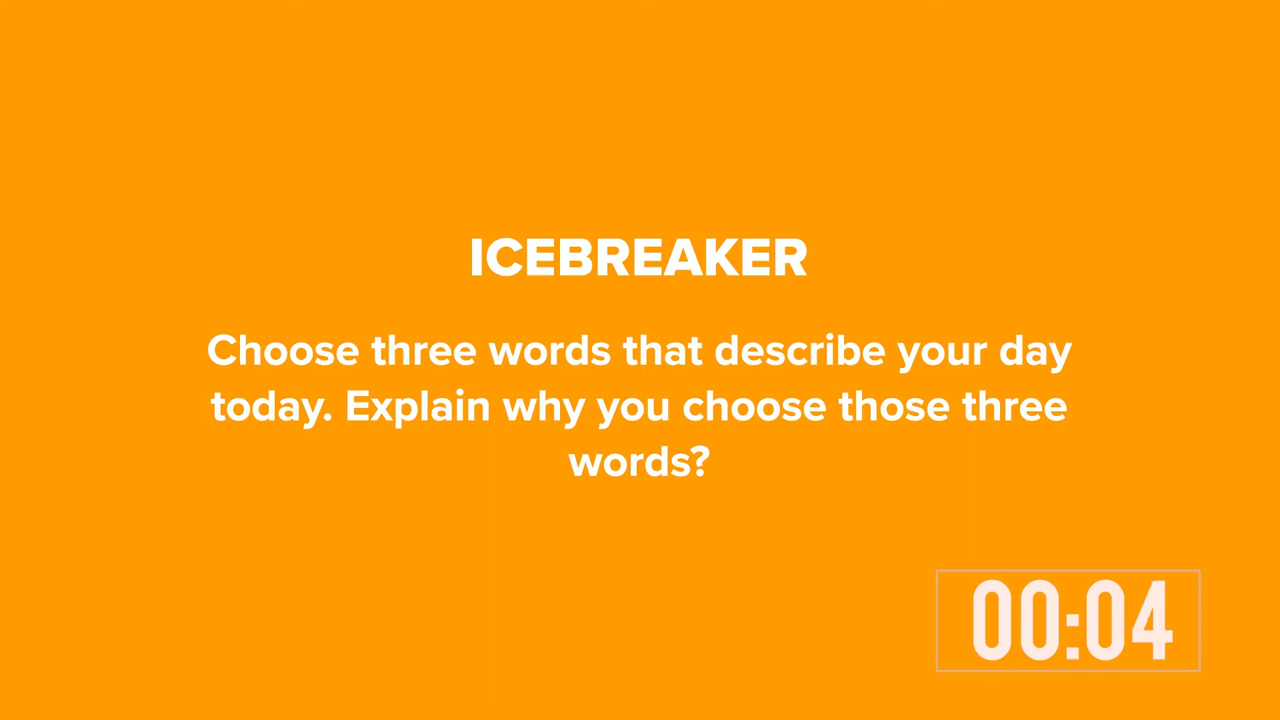 ICEBREAKER
Choose three words that describe your day
today. Explain why you choose those three
words?
00:04